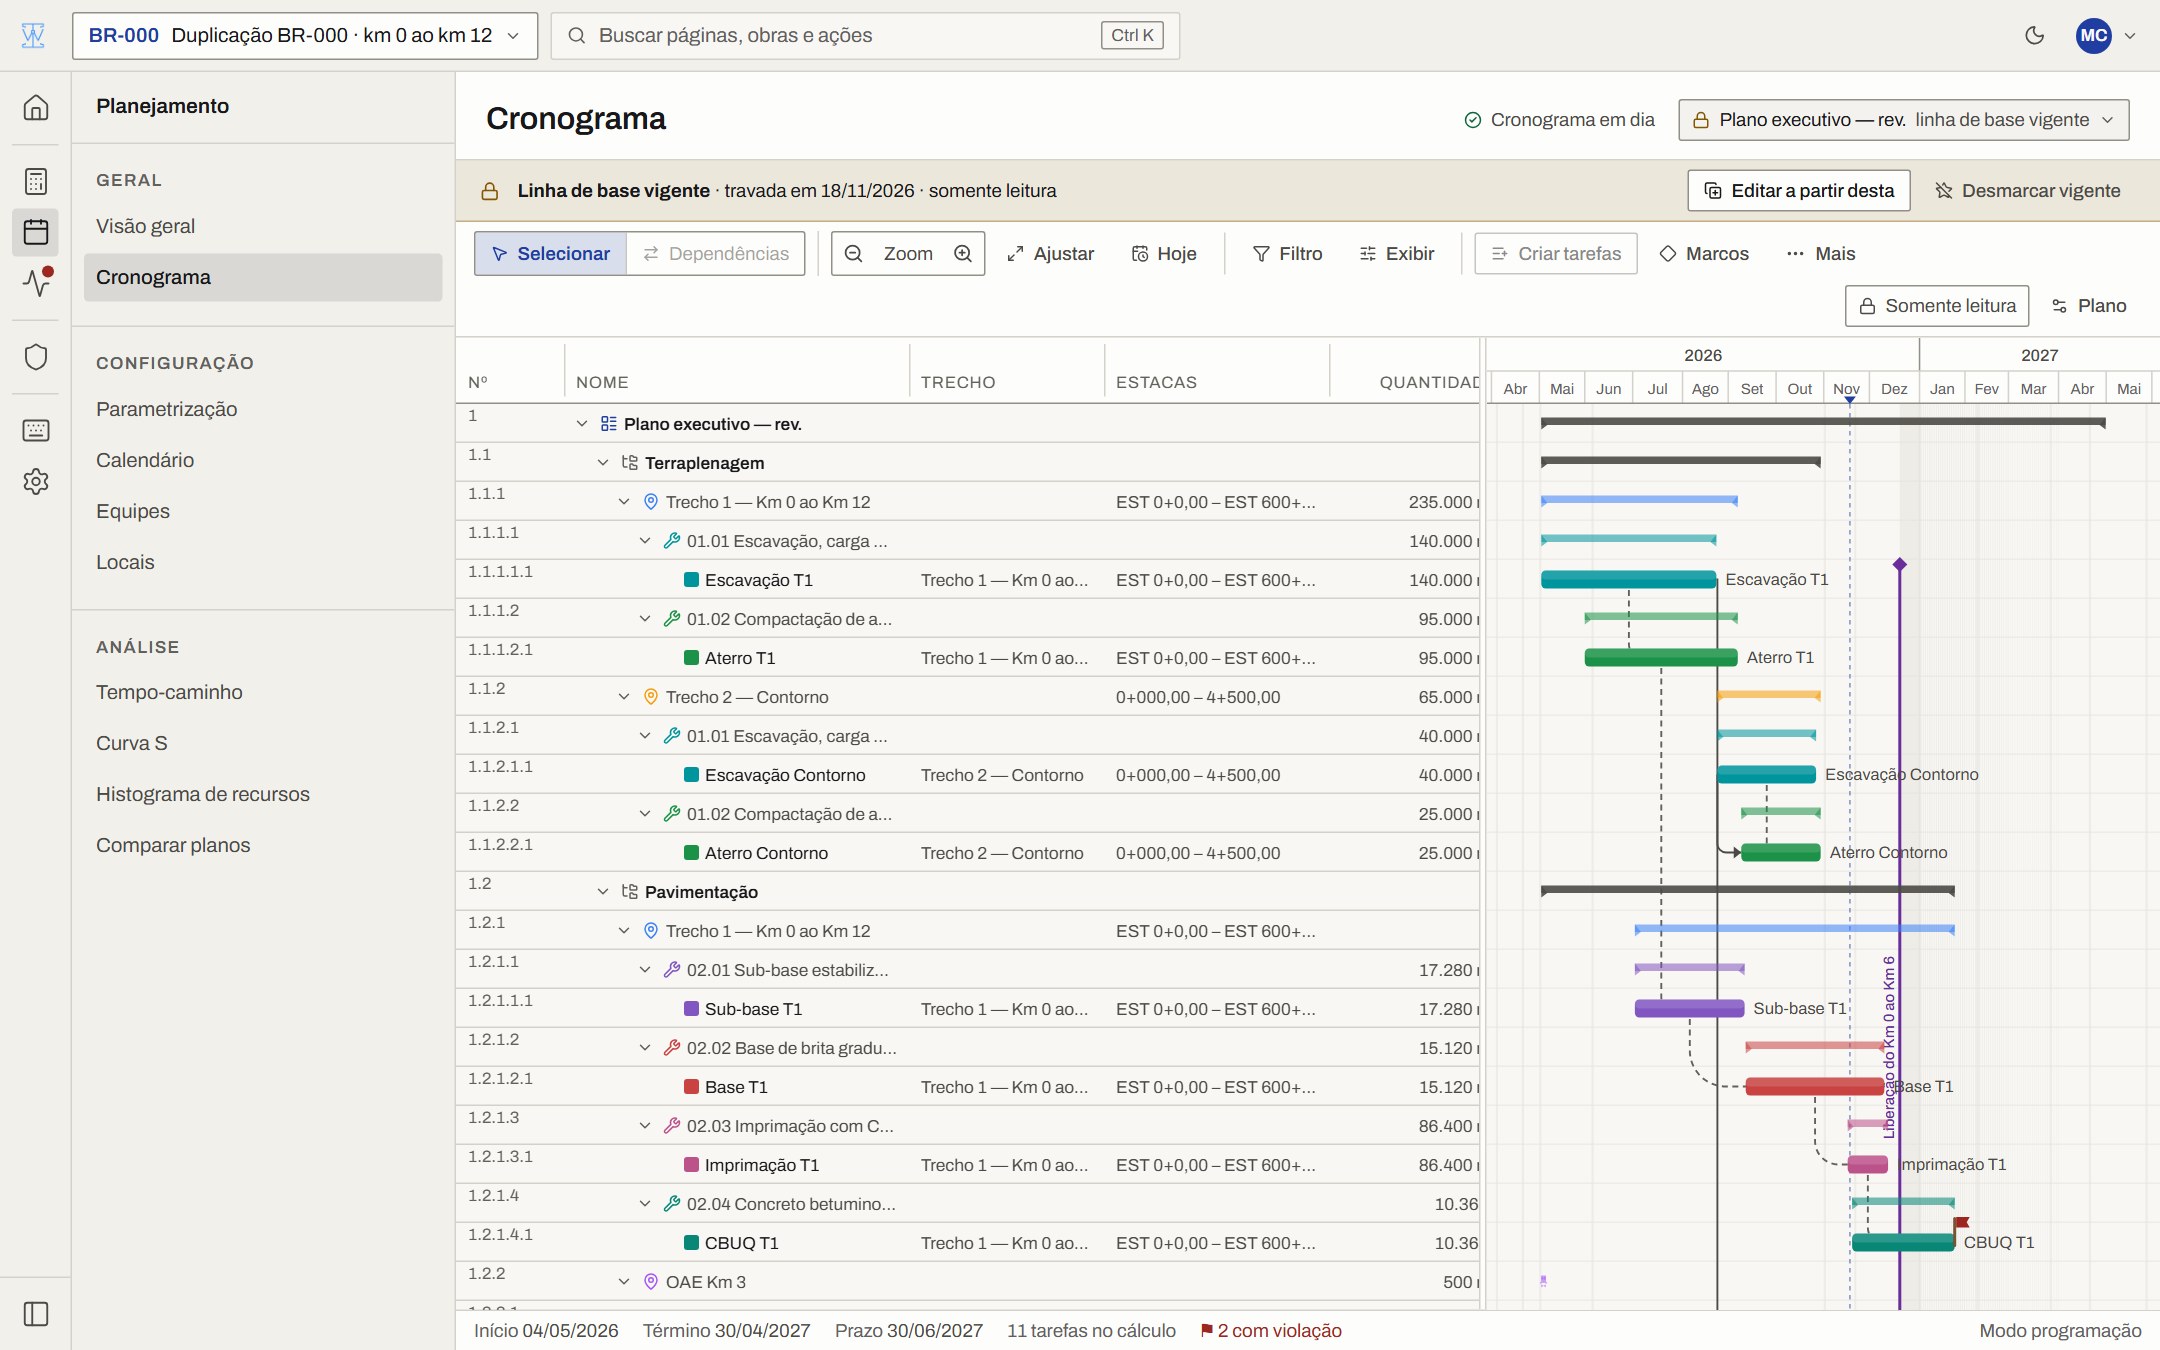 BR-000 Duplicação BR-000 · km 0 ao km 12
Buscar páginas, obras e ações
Ctrl K
MC
Planejamento
GERAL
Visão geral
Cronograma
CONFIGURAÇÃO
Parametrização
Calendário
Equipes
Locais
ANÁLISE
Tempo-caminho
Curva S
Histograma de recursos
Comparar planos
Cronograma
Cronograma em dia
Plano executivo — rev. linha de base vigente
Linha de base vigente · travada em 18/11/2026 · somente leitura
Editar a partir desta
Desmarcar vigente
Selecionar
Dependências
Zoom
Ajustar
Hoje
Filtro
Exibir
Criar tarefas
Marcos
Mais
Somente leitura
Plano
Nº NOME TRECHO ESTACAS QUANTIDAD
2026 2027
Abr Mai Jun Jul Ago Set Out Nov Dez Jan Fev Mar Abr Mai
1 Plano executivo — rev.
1.1 Terraplenagem
1.1.1 Trecho 1 — Km 0 ao Km 12 EST 0+0,00 – EST 600+... 235.000
1.1.1.1 01.01 Escavação, carga ... 140.000
1.1.1.1.1 Escavação T1 Trecho 1 — Km 0 ao... EST 0+0,00 – EST 600+... 140.000 Escavação T1
1.1.1.2 01.02 Compactação de a... 95.000
1.1.1.2.1 Aterro T1 Trecho 1 — Km 0 ao... EST 0+0,00 – EST 600+... 95.000 Aterro T1
1.1.2 Trecho 2 — Contorno 0+000,00 – 4+500,00 65.000
1.1.2.1 01.01 Escavação, carga ... 40.000
1.1.2.1.1 Escavação Contorno Trecho 2 — Contorno 0+000,00 – 4+500,00 40.000 Escavação Contorno
1.1.2.2 01.02 Compactação de a... 25.000
1.1.2.2.1 Aterro Contorno Trecho 2 — Contorno 0+000,00 – 4+500,00 25.000 Aterro Contorno
1.2 Pavimentação
1.2.1 Trecho 1 — Km 0 ao Km 12 EST 0+0,00 – EST 600+...
1.2.1.1 02.01 Sub-base estabiliz... 17.280
1.2.1.1.1 Sub-base T1 Trecho 1 — Km 0 ao... EST 0+0,00 – EST 600+... 17.280 Sub-base T1
1.2.1.2 02.02 Base de brita gradu... 15.120
1.2.1.2.1 Base T1 Trecho 1 — Km 0 ao... EST 0+0,00 – EST 600+... 15.120 Base T1
1.2.1.3 02.03 Imprimação com C... 86.400
1.2.1.3.1 Imprimação T1 Trecho 1 — Km 0 ao... EST 0+0,00 – EST 600+... 86.400 Imprimação T1
1.2.1.4 02.04 Concreto betumino... 10.36
1.2.1.4.1 CBUQ T1 Trecho 1 — Km 0 ao... EST 0+0,00 – EST 600+... 10.36 CBUQ T1
1.2.2 OAE Km 3 500
Liberação do Km 0 ao Km 6
Início 04/05/2026 Término 30/04/2027 Prazo 30/06/2027 11 tarefas no cálculo 2 com violação
Modo programação